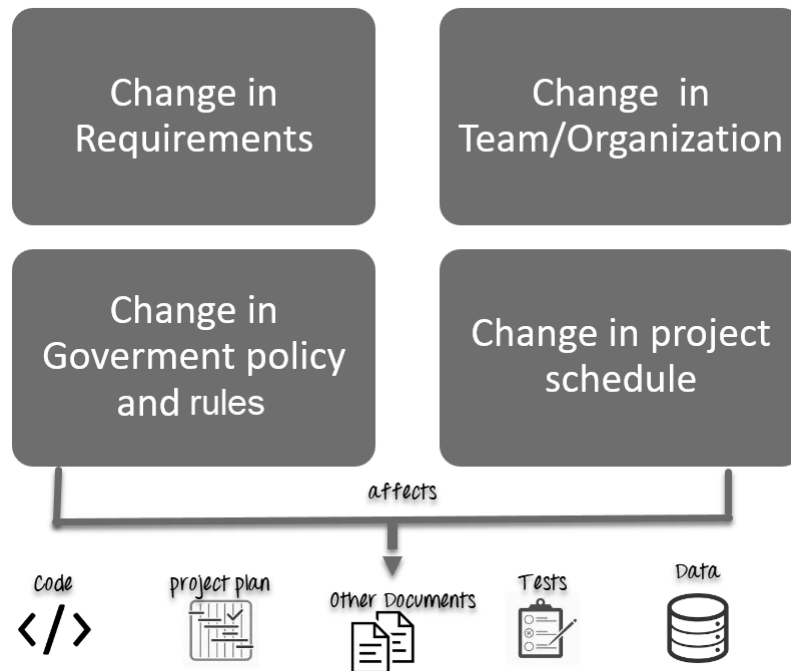 Change in
Requirements
Change in
Team/Organization
Change in
Goverment policy
and rules
Change in project
schedule
affects
Code
project plan
Other Documents
Tests
Data